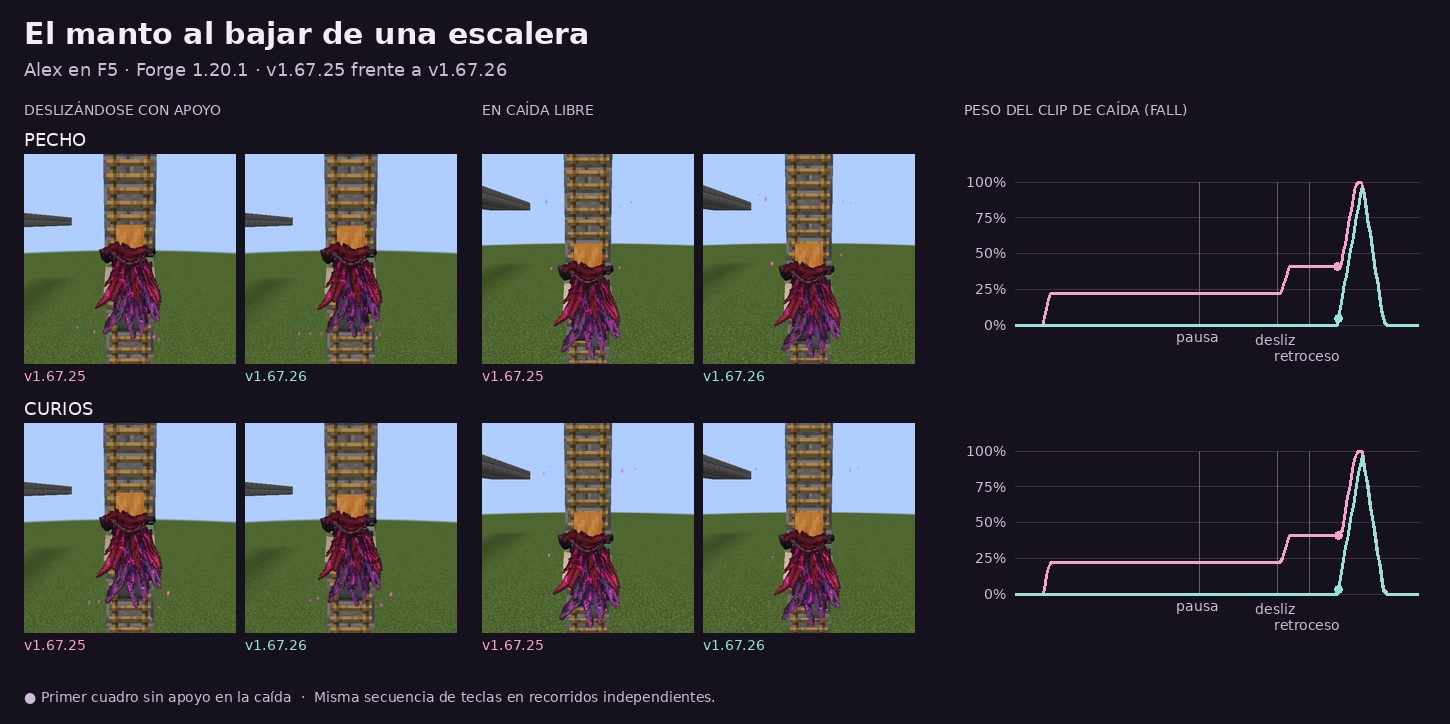 El manto al bajar de una escalera
Alex en F5 · Forge 1.20.1 · v1.67.25 frente a v1.67.26
DESLIZÁNDOSE CON APOYO
EN CAÍDA LIBRE
PESO DEL CLIP DE CAÍDA (FALL)
PECHO
v1.67.25
v1.67.26
v1.67.25
v1.67.26
100%
75%
50%
25%
0%
pausa
desliz
retroceso
CURIOS
v1.67.25
v1.67.26
v1.67.25
v1.67.26
100%
75%
50%
25%
0%
pausa
desliz
retroceso
● Primer cuadro sin apoyo en la caída · Misma secuencia de teclas en recorridos independientes.